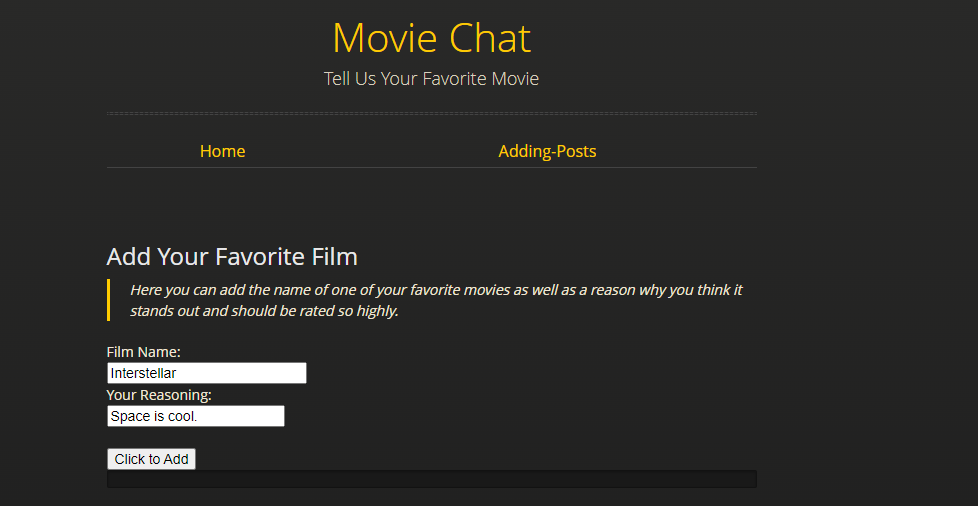 Movie Chat
Tell Us Your Favorite Movie
Home Adding-Posts
Add Your Favorite Film
Here you can add the name of one of your favorite movies as well as a reason why you think it
stands out and should be rated so highly.
Film Name:
Interstellar
Your Reasoning:
Space is cool.
Click to Add